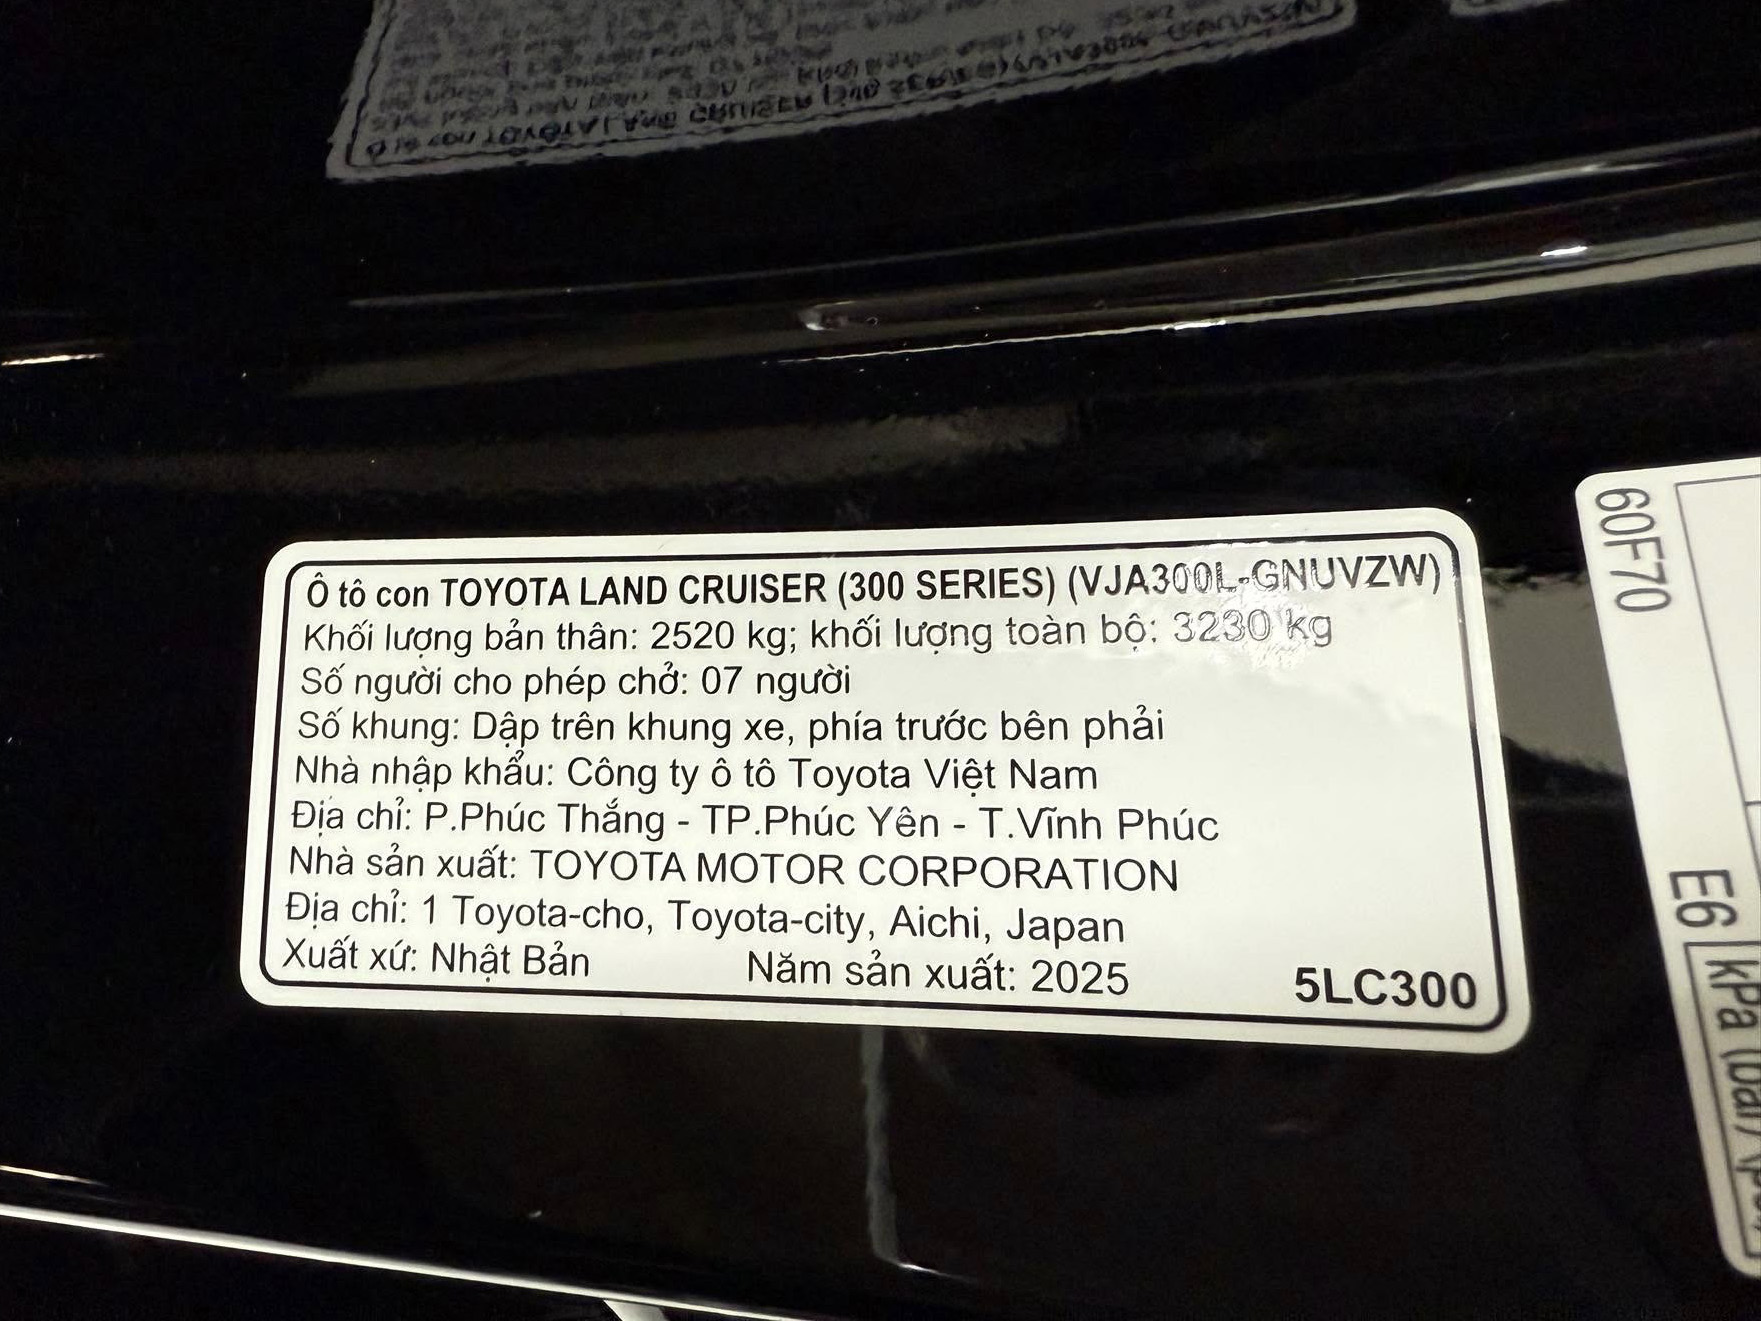 Ô tô con TOYOTA LAND CRUISER (300 SERIES) (VJA300L-GNUVZW)
Khối lượng bản thân: 2520 kg; khối lượng toàn bộ: 3230 kg
Số người cho phép chở: 07 người
Số khung: Dập trên khung xe, phía trước bên phải
Nhà nhập khẩu: Công ty ô tô Toyota Việt Nam
Địa chỉ: P.Phúc Thắng - TP.Phúc Yên - T.Vĩnh Phúc
Nhà sản xuất: TOYOTA MOTOR CORPORATION
Địa chỉ: 1 Toyota-cho, Toyota-city, Aichi, Japan
Xuất xứ: Nhật Bản Năm sản xuất: 2025 5LC300
60F70
E6
kPa (bar /